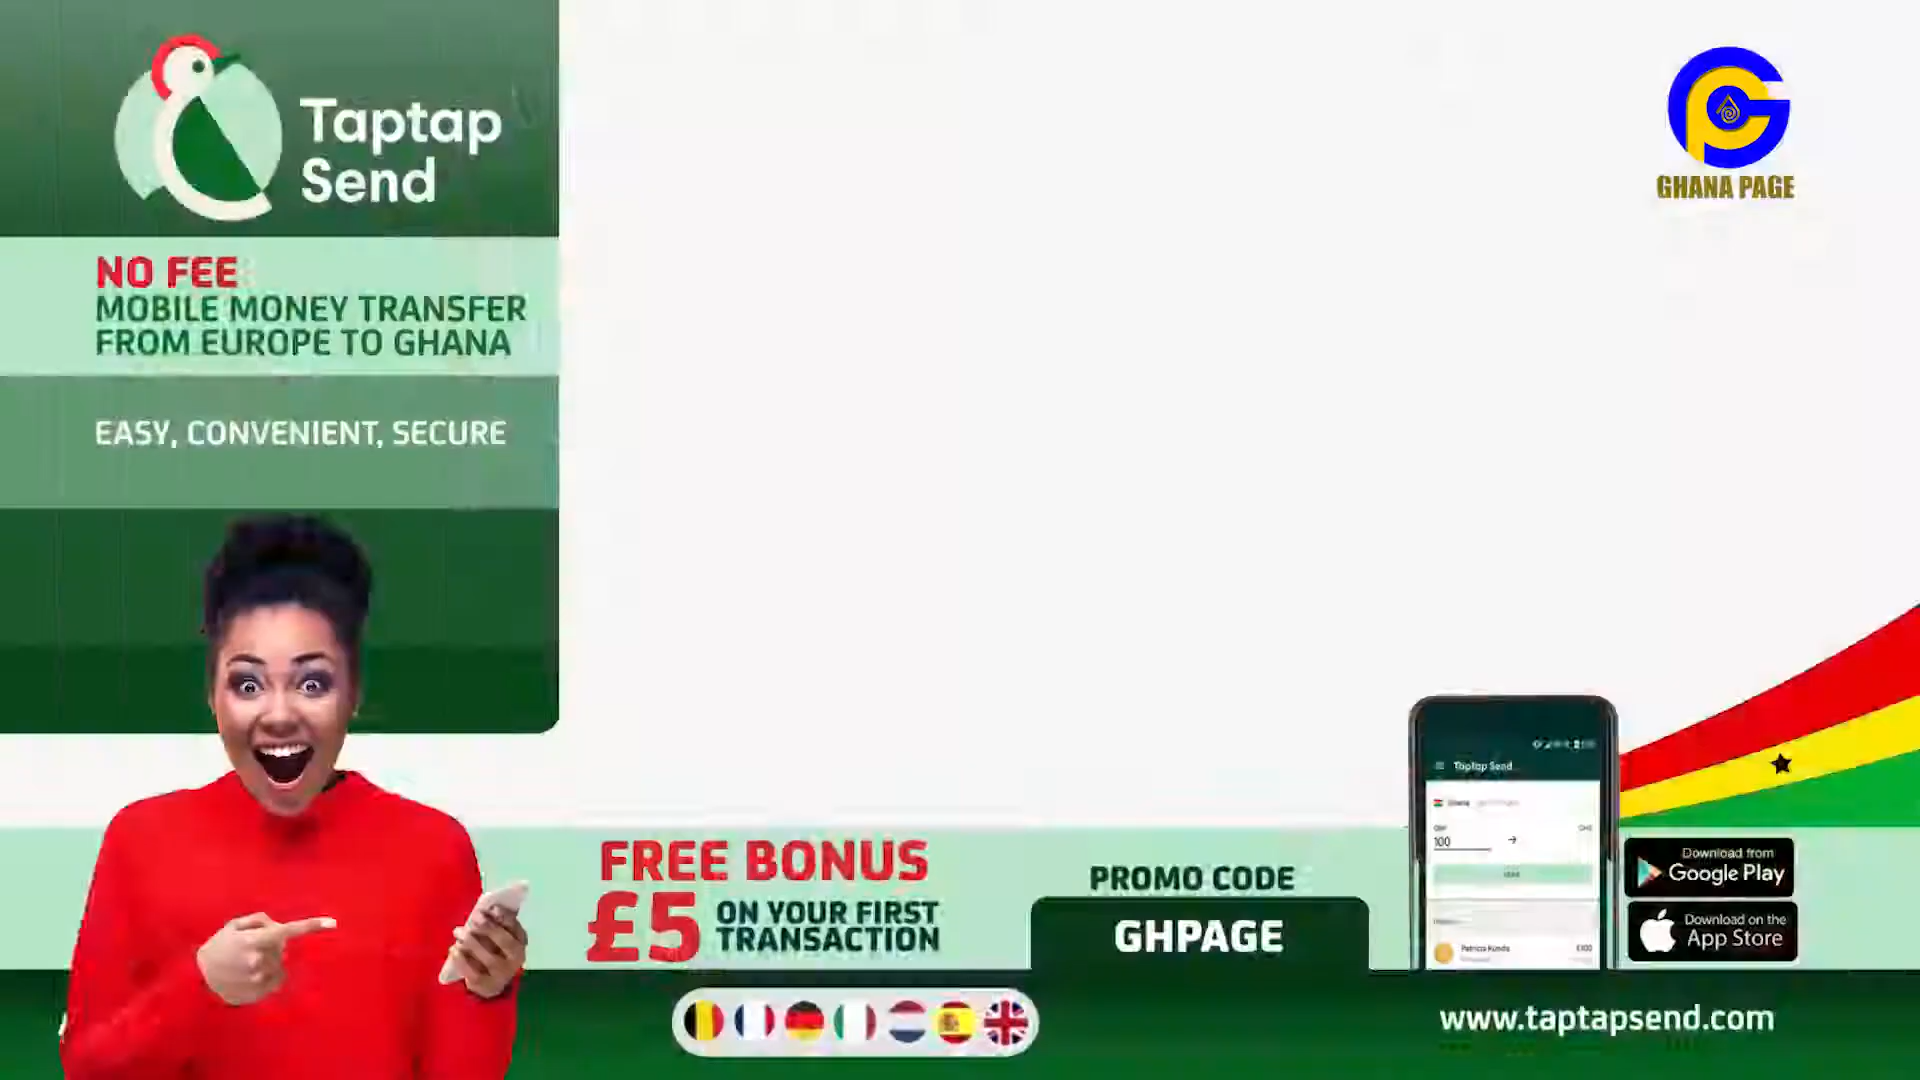 Taptap
Send
GHANA PAGE
NO FEE
MOBILE MONEY TRANSFER
FROM EUROPE TO GHANA
EASY, CONVENIENT, SECURE
FREE BONUS
£5 ON YOUR FIRST
TRANSACTION
PROMO CODE
GHPAGE
Taptap Send
Ghana
100
Download from
Google Play
Download on the
App Store
www.taptapsend.com